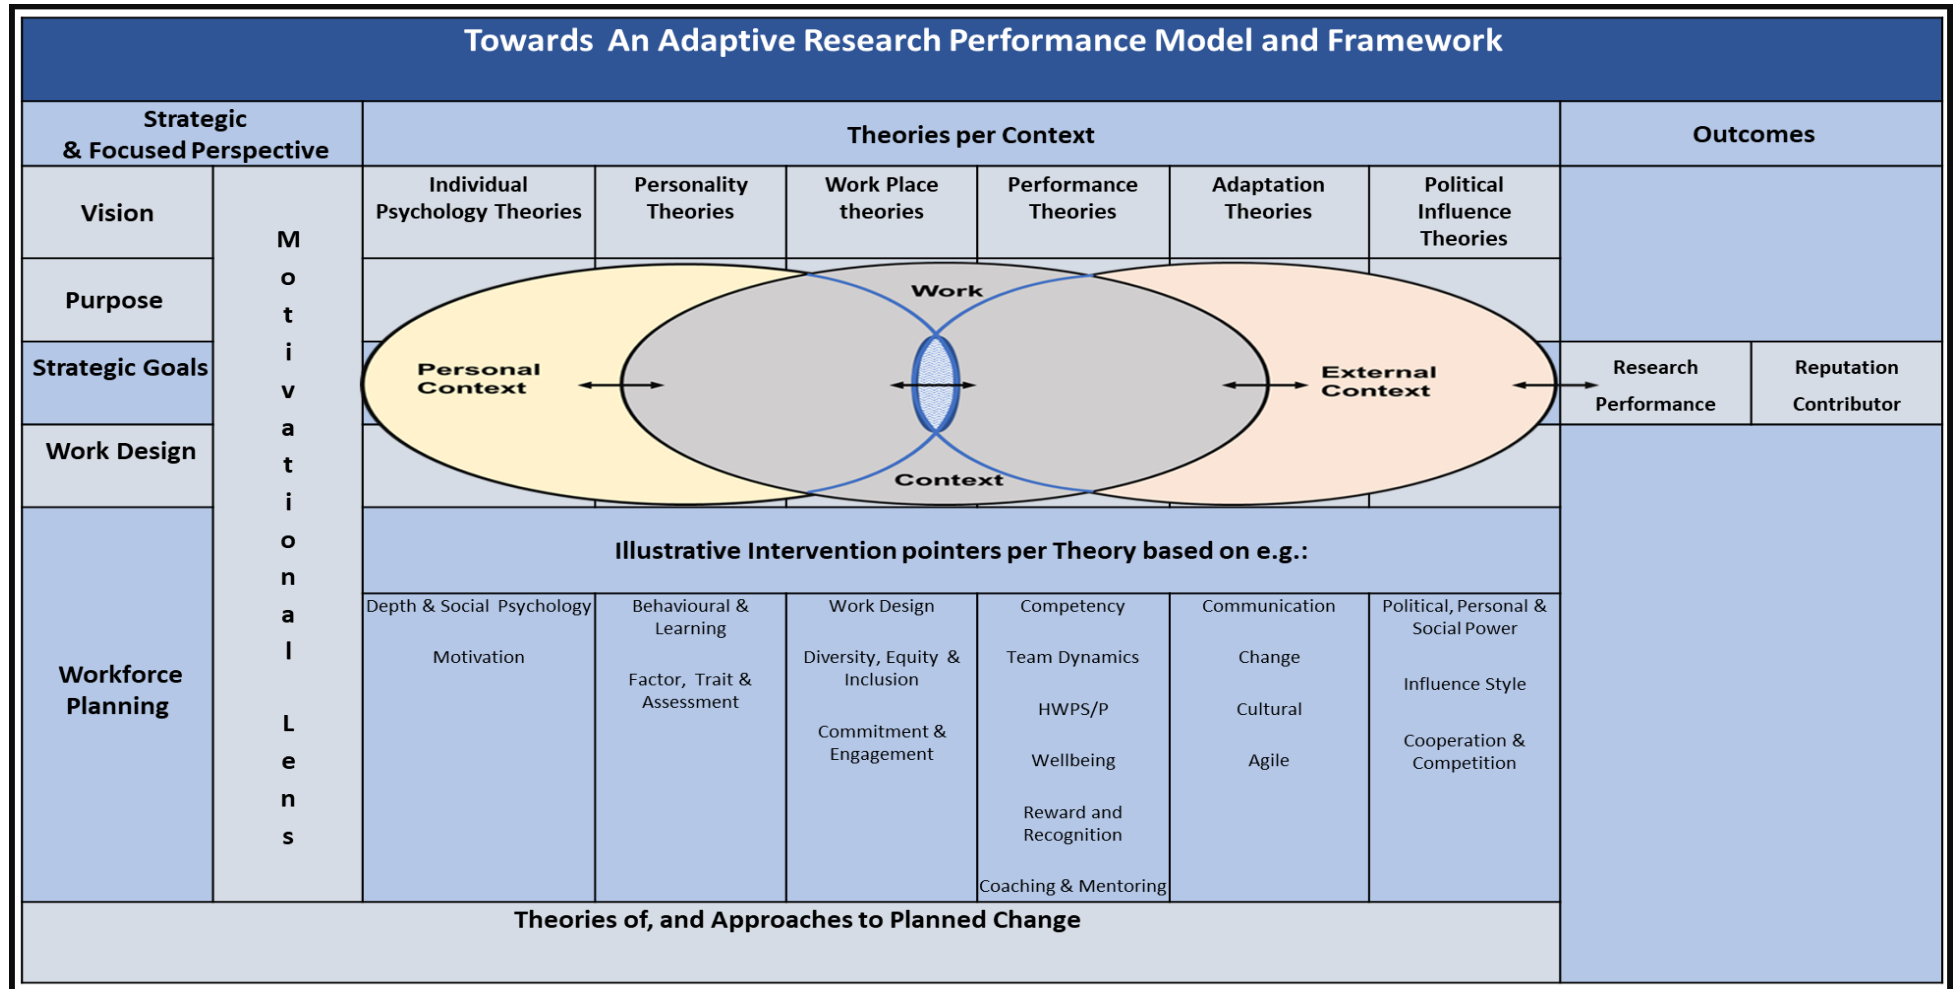 Towards  An Adaptive Research Performance Model and Framework
Strategic
& Focused Perspective
Theories per Context
Outcomes
Vision
Purpose
Strategic Goals
Work Design
Workforce
Planning
Motivational Lens
Individual
Psychology Theories
Personality
Theories
Work Place
theories
Performance
Theories
Adaptation
Theories
Political
Influence
Theories
Personal
Context
Work
Context
External
Context
Research
Performance
Reputation
Contributor
Illustrative Intervention pointers per Theory based on e.g.:
Depth & Social Psychology
Motivation
Behavioural &
Learning
Factor, Trait &
Assessment
Work Design
Diversity, Equity &
Inclusion
Commitment &
Engagement
Competency
Team Dynamics
HWPS/P
Wellbeing
Reward and
Recognition
Coaching & Mentoring
Communication
Change
Cultural
Agile
Political, Personal &
Social Power
Influence Style
Cooperation &
Competition
Theories of, and Approaches to Planned Change